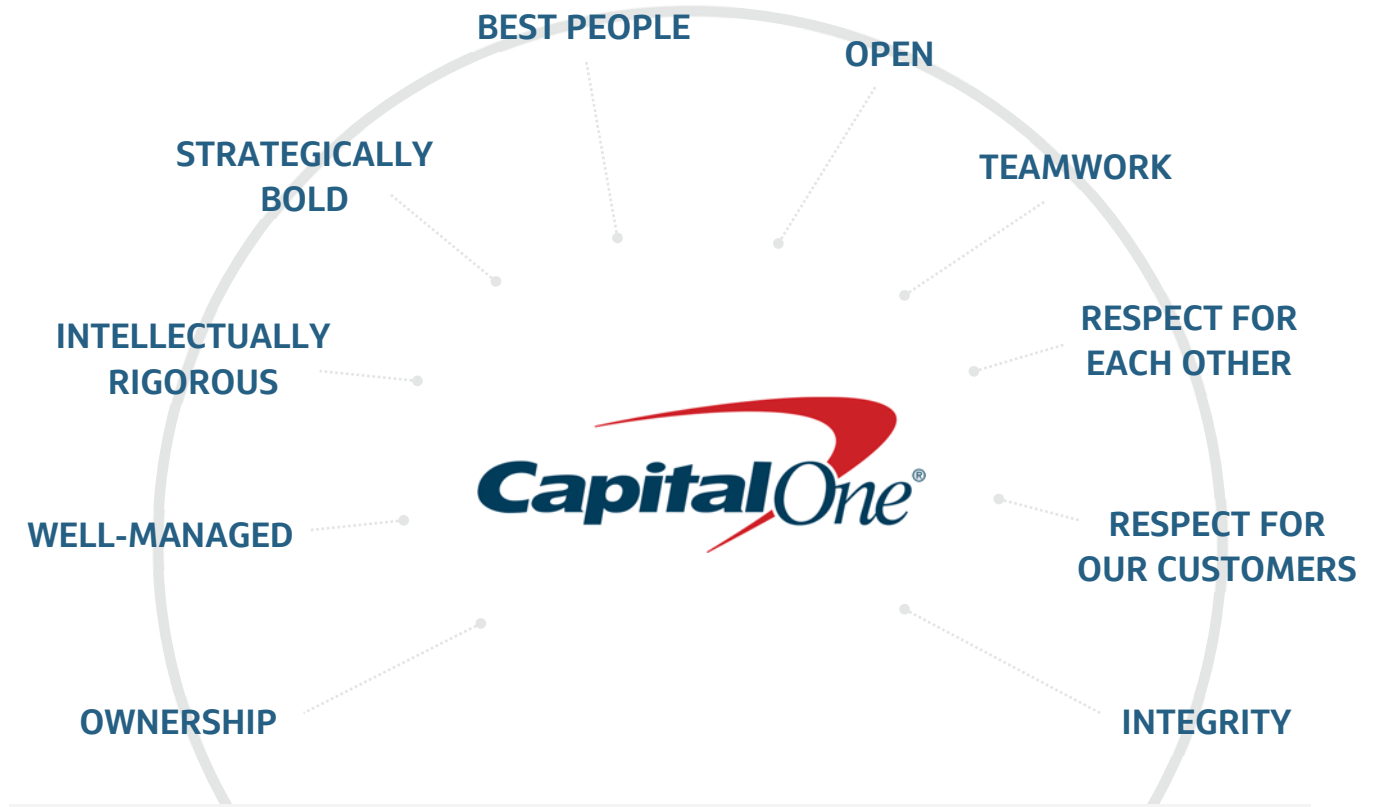 BEST PEOPLE
OPEN
STRATEGICALLY
BOLD
TEAMWORK
INTELLECTUALLY
RIGOROUS
RESPECT FOR
EACH OTHER
CapitalOne®
WELL-MANAGED
RESPECT FOR
OUR CUSTOMERS
OWNERSHIP
INTEGRITY